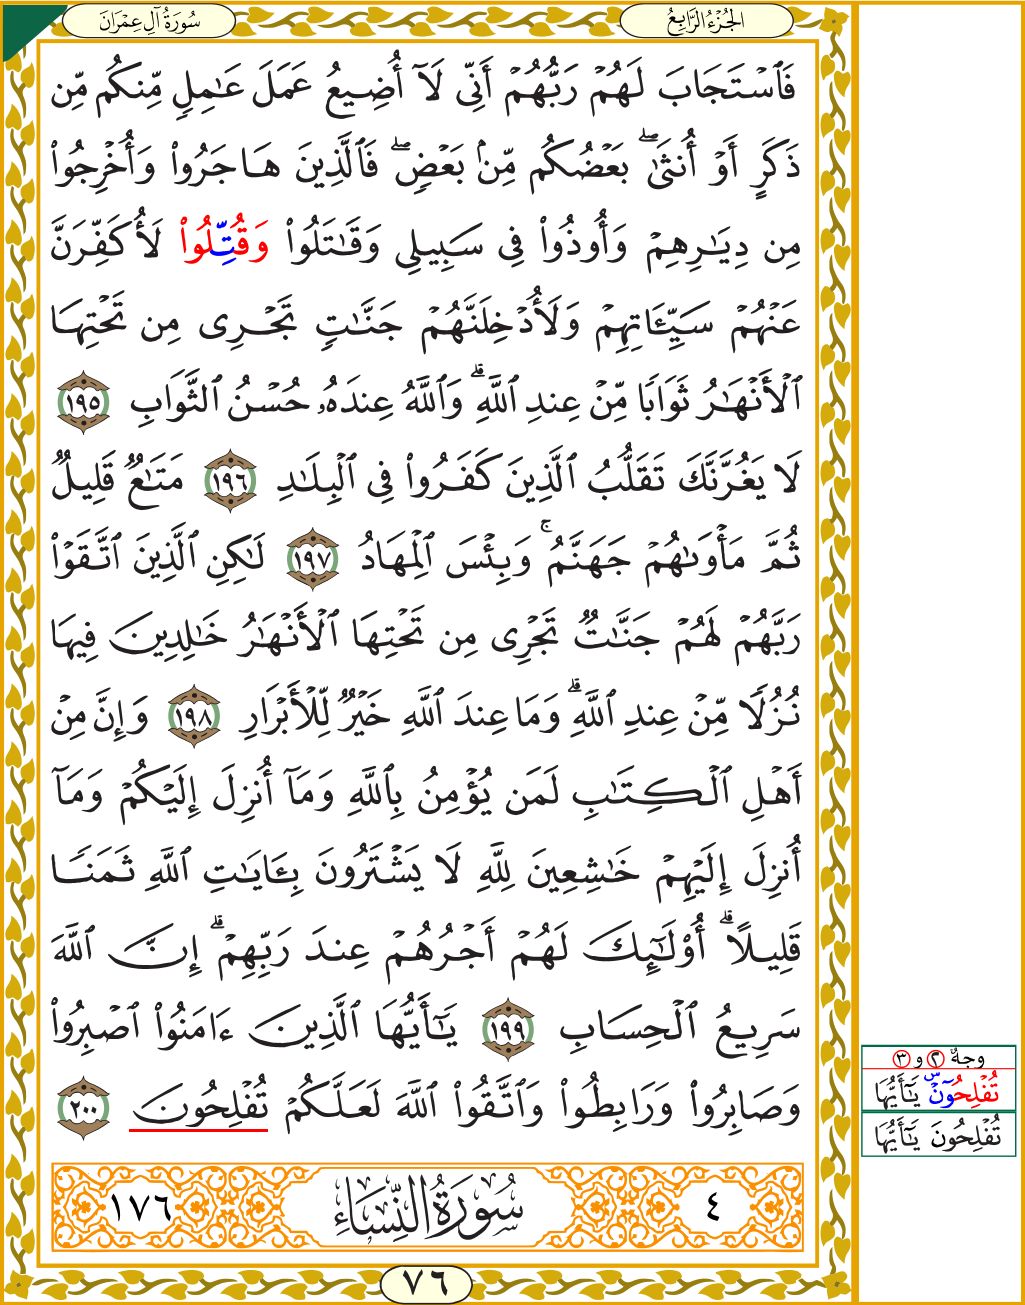 سُورَةُ آلِ عِمْرَانَ
الجُزْءُ الرَّابِعُ
فَٱسۡتَجَابَ لَهُمۡ رَبُّهُمۡ أَنِّي لَآ أُضِيعُ عَمَلَ عَٰمِلٖ مِّنكُم مِّن
ذَكَرٍ أَوۡ أُنثَىٰۖ بَعۡضُكُم مِّنۢ بَعۡضٖۖ فَٱلَّذِينَ هَاجَرُواْ وَأُخۡرِجُواْ
مِن دِيَٰرِهِمۡ وَأُوذُواْ فِي سَبِيلِي وَقَٰتَلُواْ وَقُتِّلُواْ لَأُكَفِّرَنَّ
عَنۡهُمۡ سَيِّـَٔاتِهِمۡ وَلَأُدۡخِلَنَّهُمۡ جَنَّٰتٖ تَجۡرِي مِن تَحۡتِهَا
ٱلۡأَنۡهَٰرُ ثَوَابٗا مِّنۡ عِندِ ٱللَّهِۗ وَٱللَّهُ عِندَهُۥ حُسۡنُ ٱلثَّوَابِ ١٩٥
لَا يَغُرَّنَّكَ تَقَلُّبُ ٱلَّذِينَ كَفَرُواْ فِي ٱلۡبِلَٰدِ ١٩٦ مَتَٰعٞ قَلِيلٞ
ثُمَّ مَأۡوَىٰهُمۡ جَهَنَّمُۚ وَبِئۡسَ ٱلۡمِهَادُ ١٩٧ لَٰكِنِ ٱلَّذِينَ ٱتَّقَوۡاْ
رَبَّهُمۡ لَهُمۡ جَنَّٰتٞ تَجۡرِي مِن تَحۡتِهَا ٱلۡأَنۡهَٰرُ خَٰلِدِينَ فِيهَا
نُزُلٗا مِّنۡ عِندِ ٱللَّهِۗ وَمَا عِندَ ٱللَّهِ خَيۡرٞ لِّلۡأَبۡرَارِ ١٩٨ وَإِنَّ مِنۡ
أَهۡلِ ٱلۡكِتَٰبِ لَمَن يُؤۡمِنُ بِٱللَّهِ وَمَآ أُنزِلَ إِلَيۡكُمۡ وَمَآ
أُنزِلَ إِلَيۡهِمۡ خَٰشِعِينَ لِلَّهِ لَا يَشۡتَرُونَ بِـَٔايَٰتِ ٱللَّهِ ثَمَنٗا
قَلِيلًاۗ أُوْلَٰٓئِكَ لَهُمۡ أَجۡرُهُمۡ عِندَ رَبِّهِمۡۗ إِنَّ ٱللَّهَ
سَرِيعُ ٱلۡحِسَابِ ١٩٩ يَٰٓأَيُّهَا ٱلَّذِينَ ءَامَنُواْ ٱصۡبِرُواْ
وَصَابِرُواْ وَرَابِطُواْ وَٱتَّقُواْ ٱللَّهَ لَعَلَّكُمۡ تُفۡلِحُونَ ٢٠٠
وجهٌ ٢ و ٣
تُفۡلِحُونَ ۜ يَٰٓأَيُّهَا
تُفۡلِحُونَ يَٰٓأَيُّهَا
٤ سُورَةُ النِّسَاءِ ١٧٦
٧٦